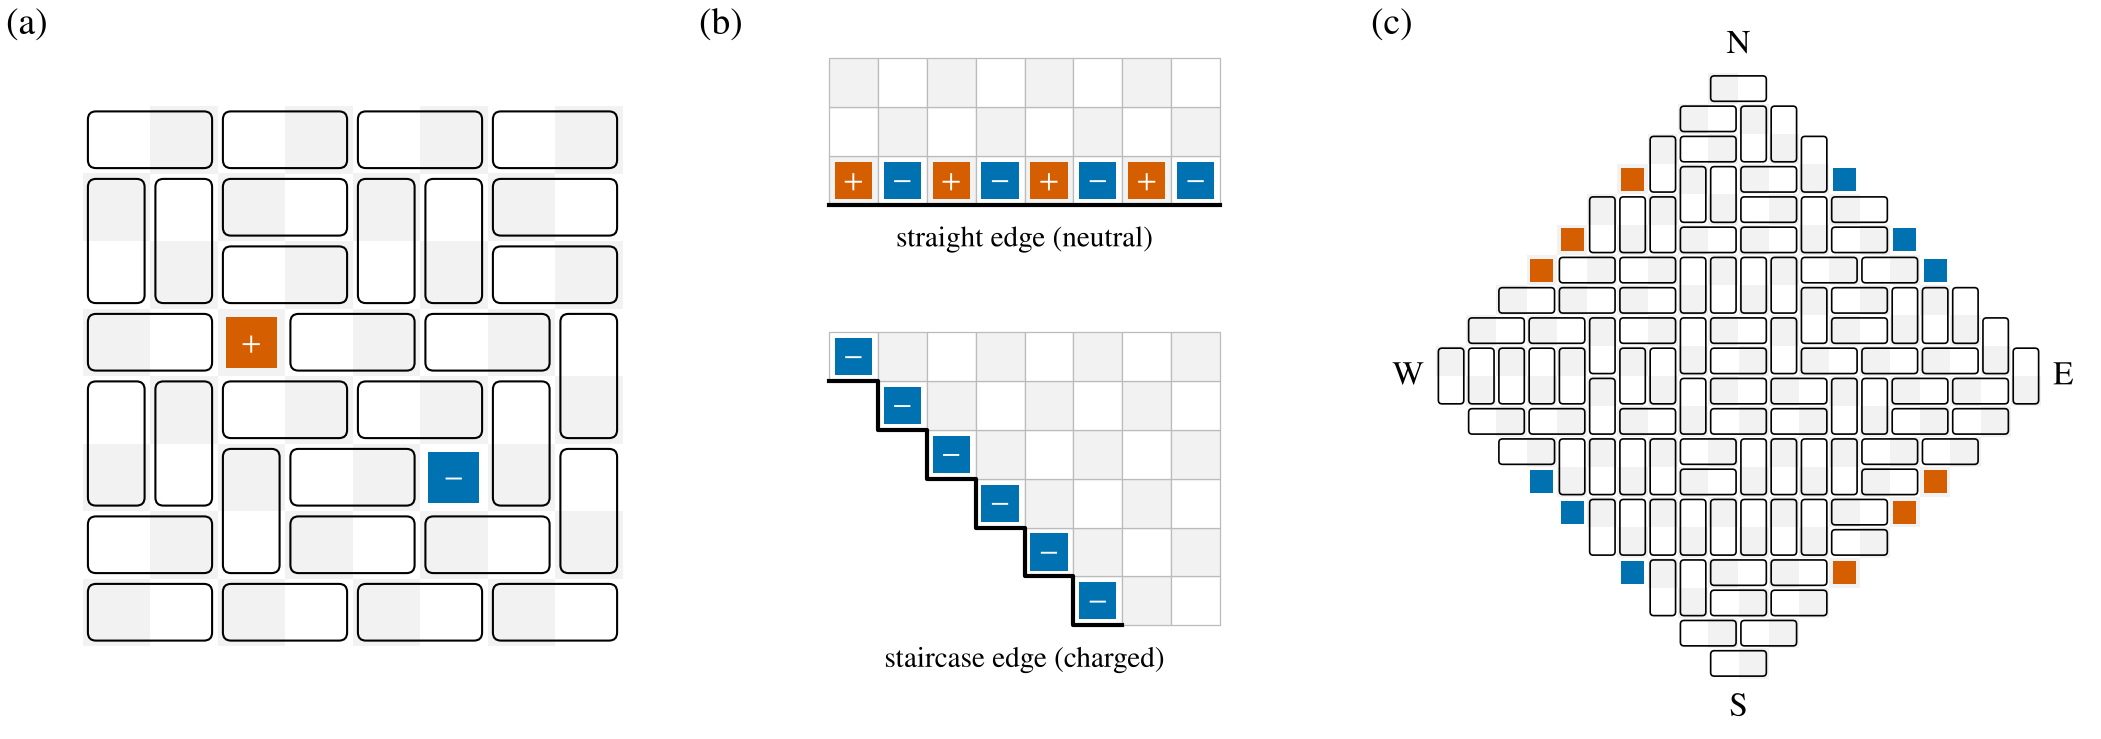 (a)
(b)
(c)
N
+ − + − + − + −
straight edge (neutral)
+
W
E
−
−
−
−
−
−
−
staircase edge (charged)
S